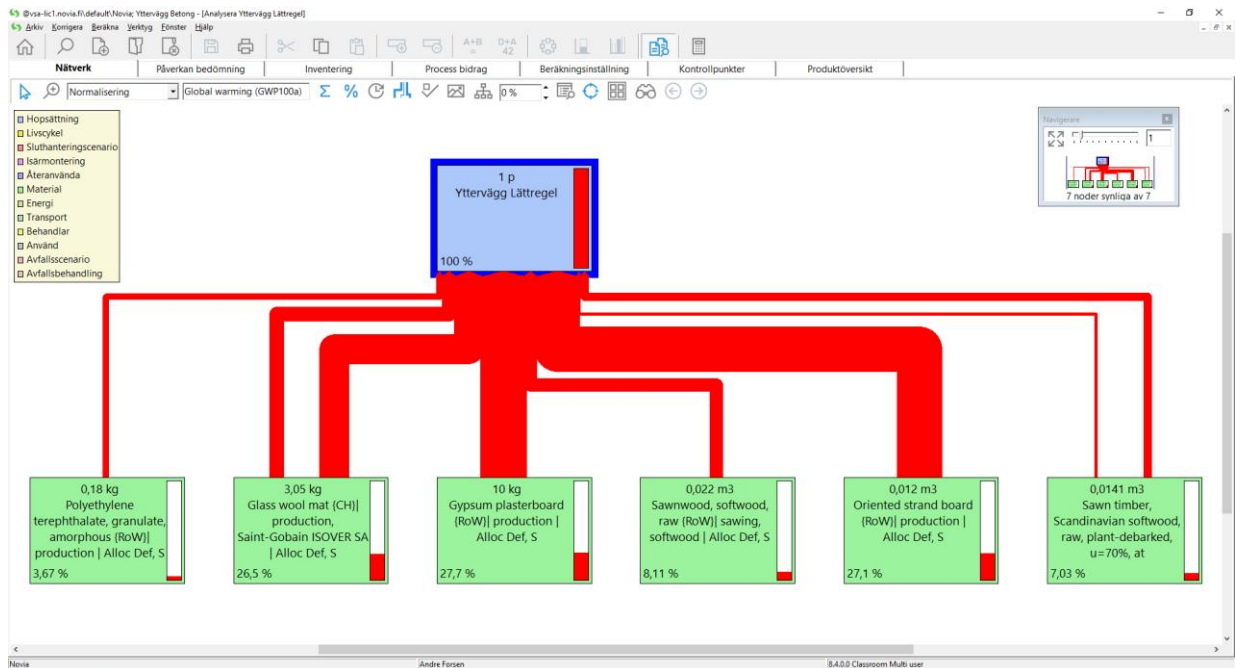 @vsa-lic1.novia.fi\default\Novia; Yttervägg Betong - [Analysera Yttervägg Lättregel]
Arkiv Korrigera Beräkna Verktyg Fönster Hjälp
A+B
=
D+A
42
Nätverk Påverkan bedömning Inventering Process bidrag Beräkningsinställning Kontrollpunkter Produktöversikt
Normalisering Global warming (GWP100a) Σ % 0 %
Hopsättning
Livscykel
Sluthanteringscenario
Isärmontering
Återanvända
Material
Energi
Transport
Behandlar
Använd
Avfallsscenario
Avfallsbehandling
Navigerare
1
7 noder synliga av 7
1 p
Yttervägg Lättregel
100 %
0,18 kg
Polyethylene
terephthalate, granulate,
amorphous {RoW}|
production | Alloc Def, S
3,67 %
3,05 kg
Glass wool mat {CH}|
production,
Saint-Gobain ISOVER SA
| Alloc Def, S
26,5 %
10 kg
Gypsum plasterboard
{RoW}| production |
Alloc Def, S
27,7 %
0,022 m3
Sawnwood, softwood,
raw {RoW}| sawing,
softwood | Alloc Def, S
8,11 %
0,012 m3
Oriented strand board
{RoW}| production |
Alloc Def, S
27,1 %
0,0141 m3
Sawn timber,
Scandinavian softwood,
raw, plant-debarked,
u=70%, at
7,03 %
Novia Andre Forsen 8.4.0.0 Classroom Multi user